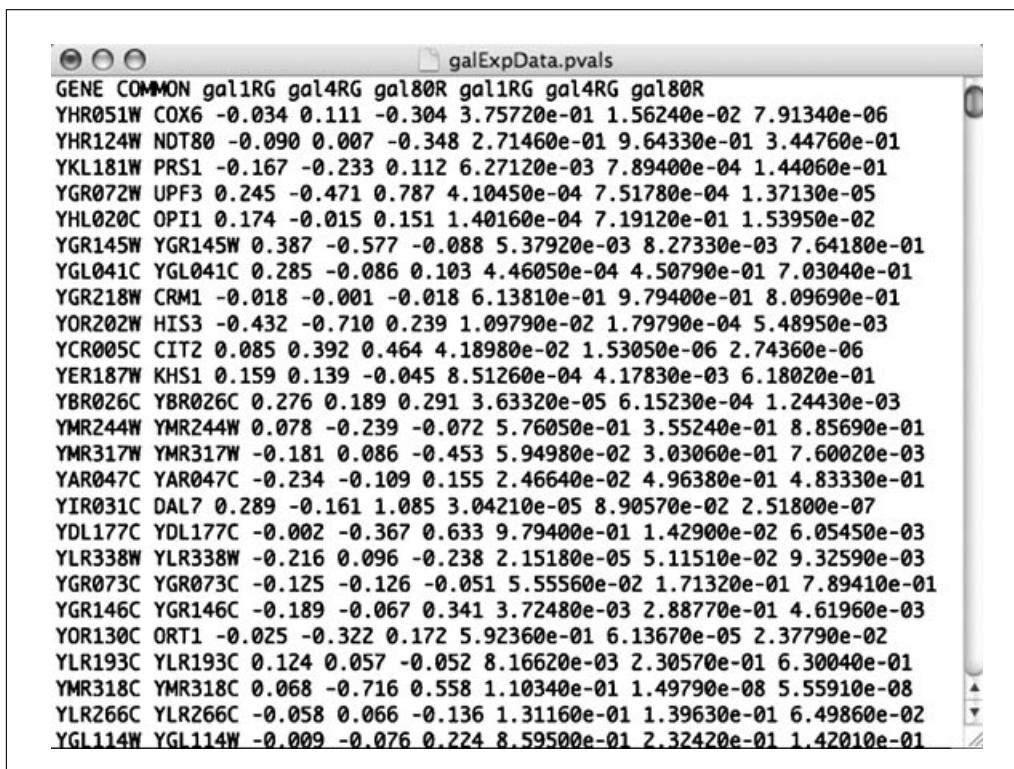 galExpData.pvals
GENE COMMON gal1RG gal4RG gal80R gal1RG gal4RG gal80R
YHR051W COX6 -0.034 0.111 -0.304 3.75720e-01 1.56240e-02 7.91340e-06
YHR124W NDT80 -0.090 0.007 -0.348 2.71460e-01 9.64330e-01 3.44760e-01
YKL181W PRS1 -0.167 -0.233 0.112 6.27120e-03 7.89400e-04 1.44060e-01
YGR072W UPF3 0.245 -0.471 0.787 4.10450e-04 7.51780e-04 1.37130e-05
YHL020C OPI1 0.174 -0.015 0.151 1.40160e-04 7.19120e-01 1.53950e-02
YGR145W YGR145W 0.387 -0.577 -0.088 5.37920e-03 8.27330e-03 7.64180e-01
YGL041C YGL041C 0.285 -0.086 0.103 4.46050e-04 4.50790e-01 7.03040e-01
YGR218W CRM1 -0.018 -0.001 -0.018 6.13810e-01 9.79400e-01 8.09690e-01
YOR202W HIS3 -0.432 -0.710 0.239 1.09790e-02 1.79790e-04 5.48950e-03
YCR005C CIT2 0.085 0.392 0.464 4.18980e-02 1.53050e-06 2.74360e-06
YER187W KHS1 0.159 0.139 -0.045 8.51260e-04 4.17830e-03 6.18020e-01
YBR026C YBR026C 0.276 0.189 0.291 3.63320e-05 6.15230e-04 1.24430e-03
YMR244W YMR244W 0.078 -0.239 -0.072 5.76050e-01 3.55240e-01 8.85690e-01
YMR317W YMR317W -0.181 0.086 -0.453 5.94980e-02 3.03060e-01 7.60020e-03
YAR047C YAR047C -0.234 -0.109 0.155 2.46640e-02 4.96380e-01 4.83330e-01
YIR031C DAL7 0.289 -0.161 1.085 3.04210e-05 8.90570e-02 2.51800e-07
YDL177C YDL177C -0.002 -0.367 0.633 9.79400e-01 1.42900e-02 6.05450e-03
YLR338W YLR338W -0.216 0.096 -0.238 2.15180e-05 5.11510e-02 9.32590e-03
YGR073C YGR073C -0.125 -0.126 -0.051 5.55560e-02 1.71320e-01 7.89410e-01
YGR146C YGR146C -0.189 -0.067 0.341 3.72480e-03 2.88770e-01 4.61960e-03
YOR130C ORT1 -0.025 -0.322 0.172 5.92360e-01 6.13670e-05 2.37790e-02
YLR193C YLR193C 0.124 0.057 -0.052 8.16620e-03 2.30570e-01 6.30040e-01
YMR318C YMR318C 0.068 -0.716 0.558 1.10340e-01 1.49790e-08 5.55910e-08
YLR266C YLR266C -0.058 0.066 -0.136 1.31160e-01 1.39630e-01 6.49860e-02
YGL114W YGL114W -0.009 -0.076 0.224 8.59500e-01 2.32420e-01 1.42010e-01